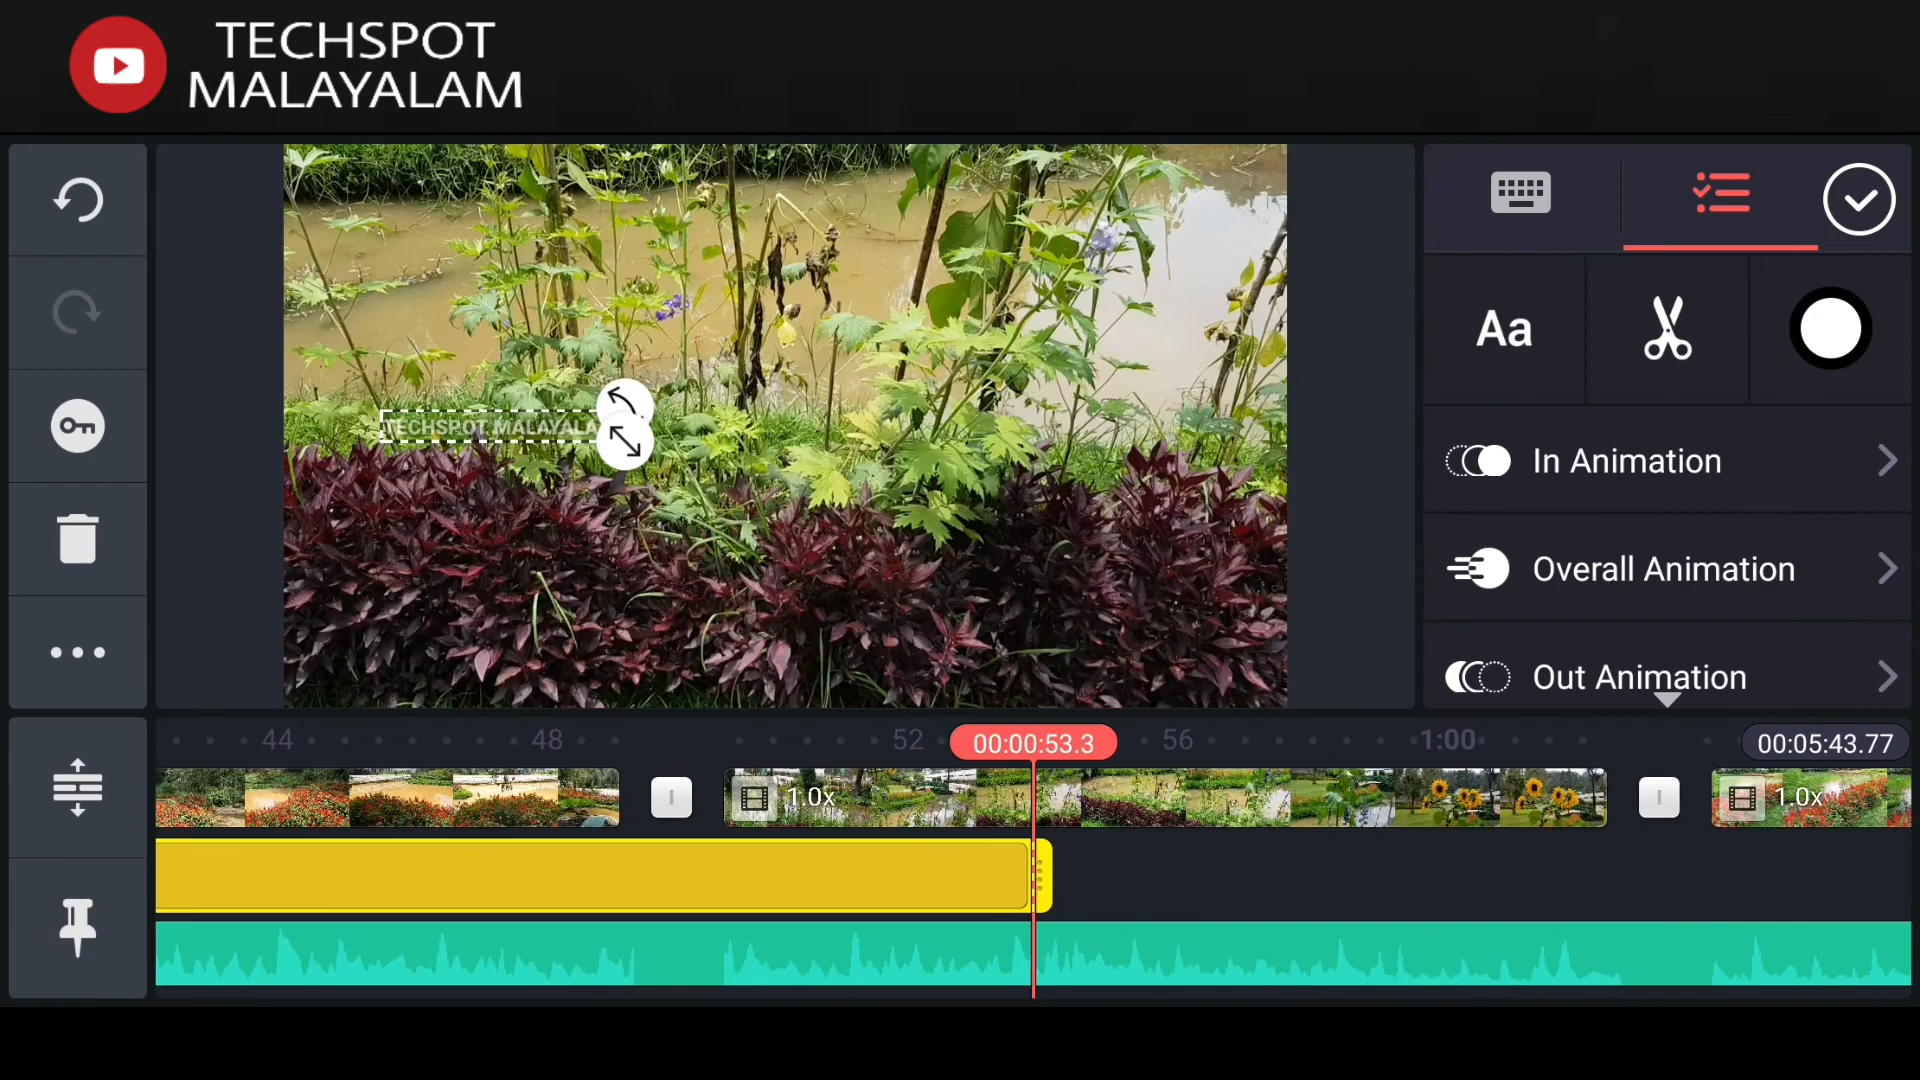 TECHSPOT
MALAYALAM
TECHSPOT MALAYALA
Aa
In Animation
Overall Animation
Out Animation
44
48
52
00:00:53.3
56
1:00
00:05:43.77
1.0x
1.0x